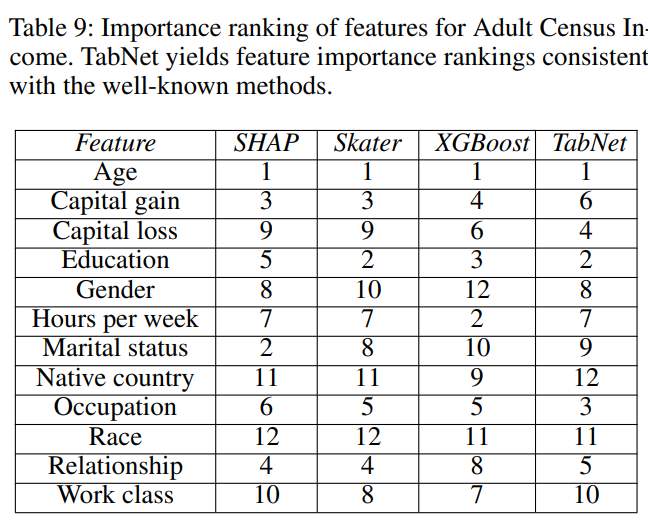 Table 9: Importance ranking of features for Adult Census In-
come. TabNet yields feature importance rankings consistent
with the well-known methods.
Feature SHAP Skater XGBoost TabNet
Age 1 1 1 1
Capital gain 3 3 4 6
Capital loss 9 9 6 4
Education 5 2 3 2
Gender 8 10 12 8
Hours per week 7 7 2 7
Marital status 2 8 10 9
Native country 11 11 9 12
Occupation 6 5 5 3
Race 12 12 11 11
Relationship 4 4 8 5
Work class 10 8 7 10